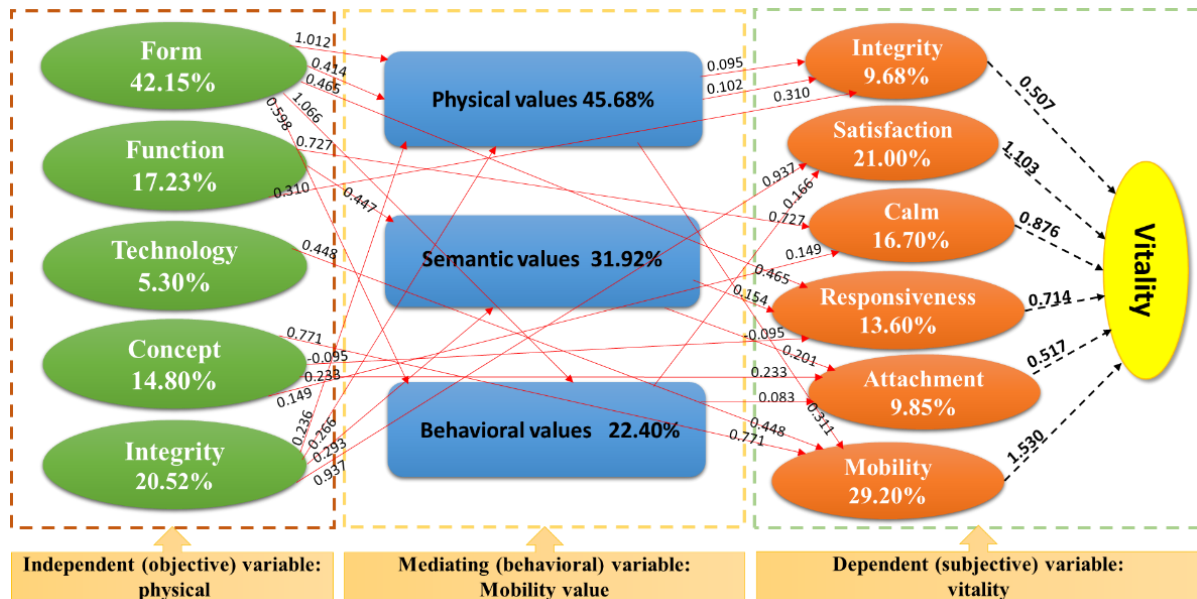 Form
42.15%
Function
17.23%
Technology
5.30%
Concept
14.80%
Integrity
20.52%
1.012
0.414
0.465
1.066
0.598
0.727
0.310
0.447
0.448
0.771
-0.095
0.233
0.149
0.236
0.266
0.293
0.937
Physical values 45.68%
Semantic values 31.92%
Behavioral values 22.40%
0.095
0.102
0.310
0.937
0.166
0.727
0.149
0.465
0.154
-0.095
0.201
0.233
0.083
0.311
0.448
0.771
Integrity
9.68%
Satisfaction
21.00%
Calm
16.70%
Responsiveness
13.60%
Attachment
9.85%
Mobility
29.20%
0.507
1.103
0.876
0.714
0.517
1.530
Vitality
Independent (objective) variable:
physical
Mediating (behavioral) variable:
Mobility value
Dependent (subjective) variable:
vitality